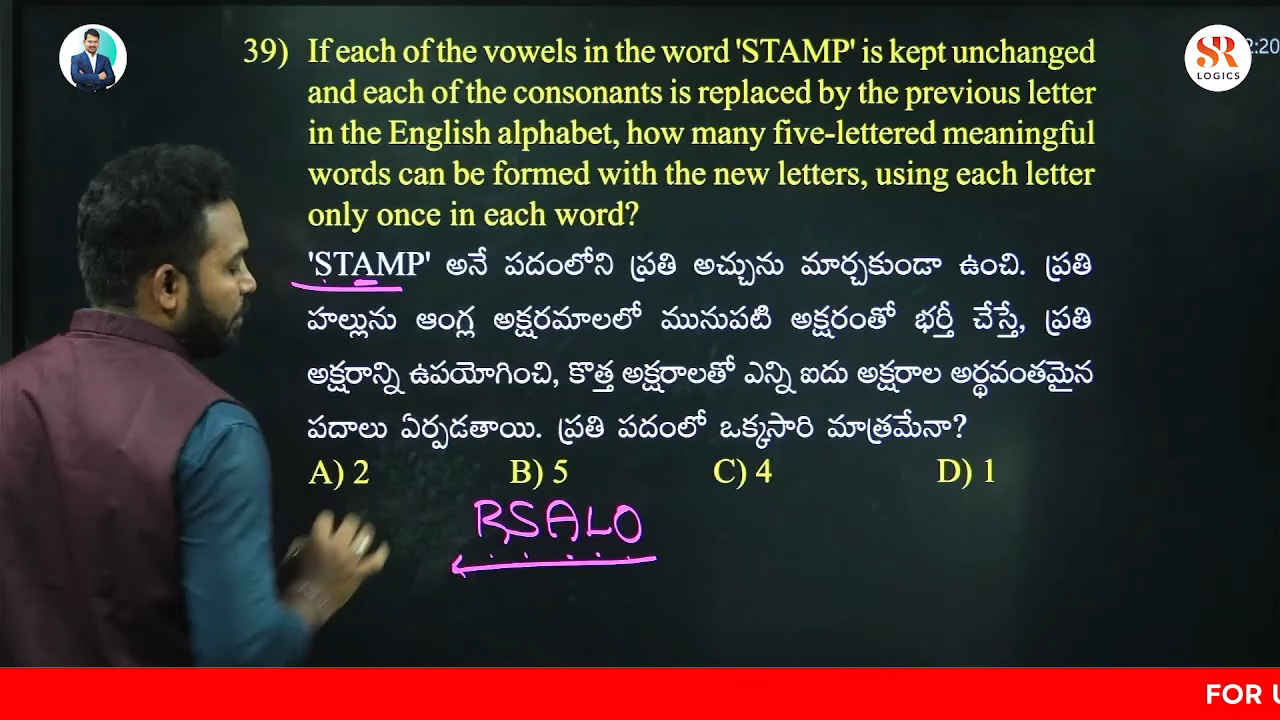 2:20
SR
LOGICS
39) If each of the vowels in the word 'STAMP' is kept unchanged
and each of the consonants is replaced by the previous letter
in the English alphabet, how many five-lettered meaningful
words can be formed with the new letters, using each letter
only once in each word?
'STAMP' అనే పదంలోని ప్రతి అచ్చును మార్చకుండా ఉంచి. ప్రతి
హల్లును ఆంగ్ల అక్షరమాలలో మునుపటి అక్షరంతో భర్తీ చేస్తే, ప్రతి
అక్షరాన్ని ఉపయోగించి, కొత్త అక్షరాలతో ఎన్ని ఐదు అక్షరాల అర్థవంతమైన
పదాలు ఏర్పడతాయి. ప్రతి పదంలో ఒక్కసారి మాత్రమేనా?
A) 2 B) 5 C) 4 D) 1
RSALO
FOR